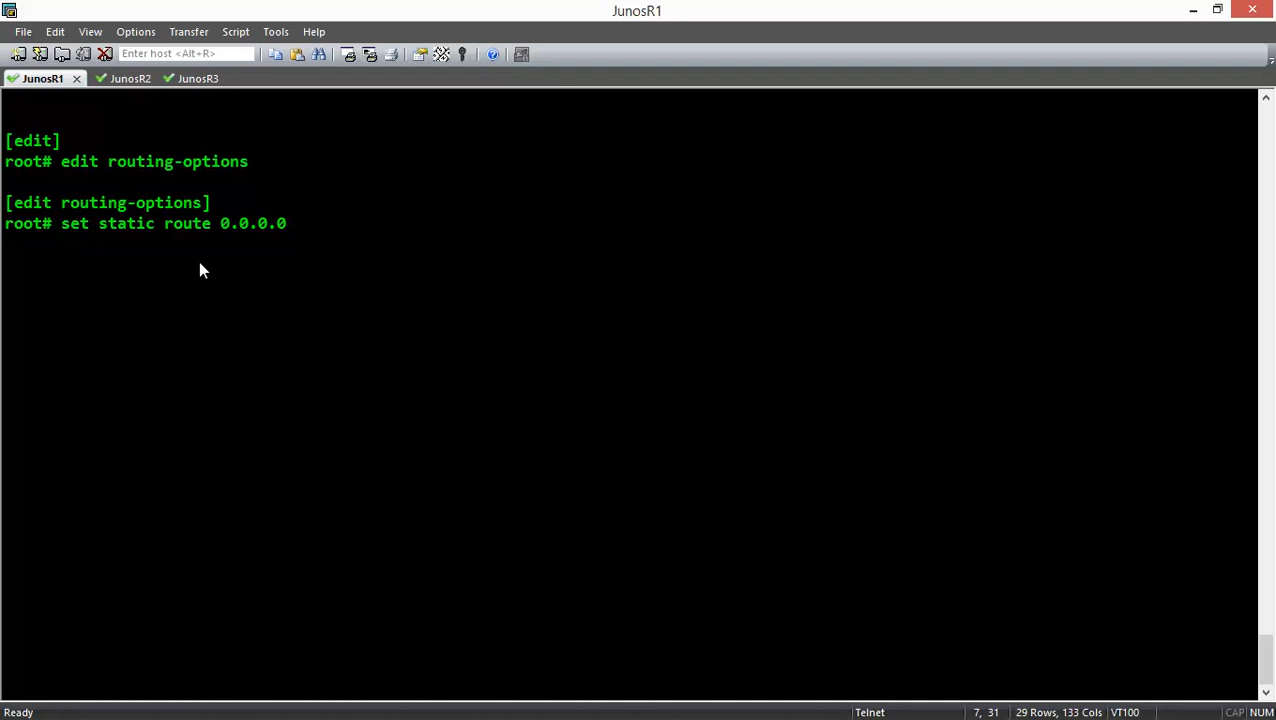 JunosR1
File Edit View Options Transfer Script Tools Help
Enter host <Alt+R>
JunosR1 JunosR2 JunosR3
[edit]
root# edit routing-options
[edit routing-options]
root# set static route 0.0.0.0
Ready Telnet 7, 31 29 Rows, 133 Cols VT100 CAP NUM